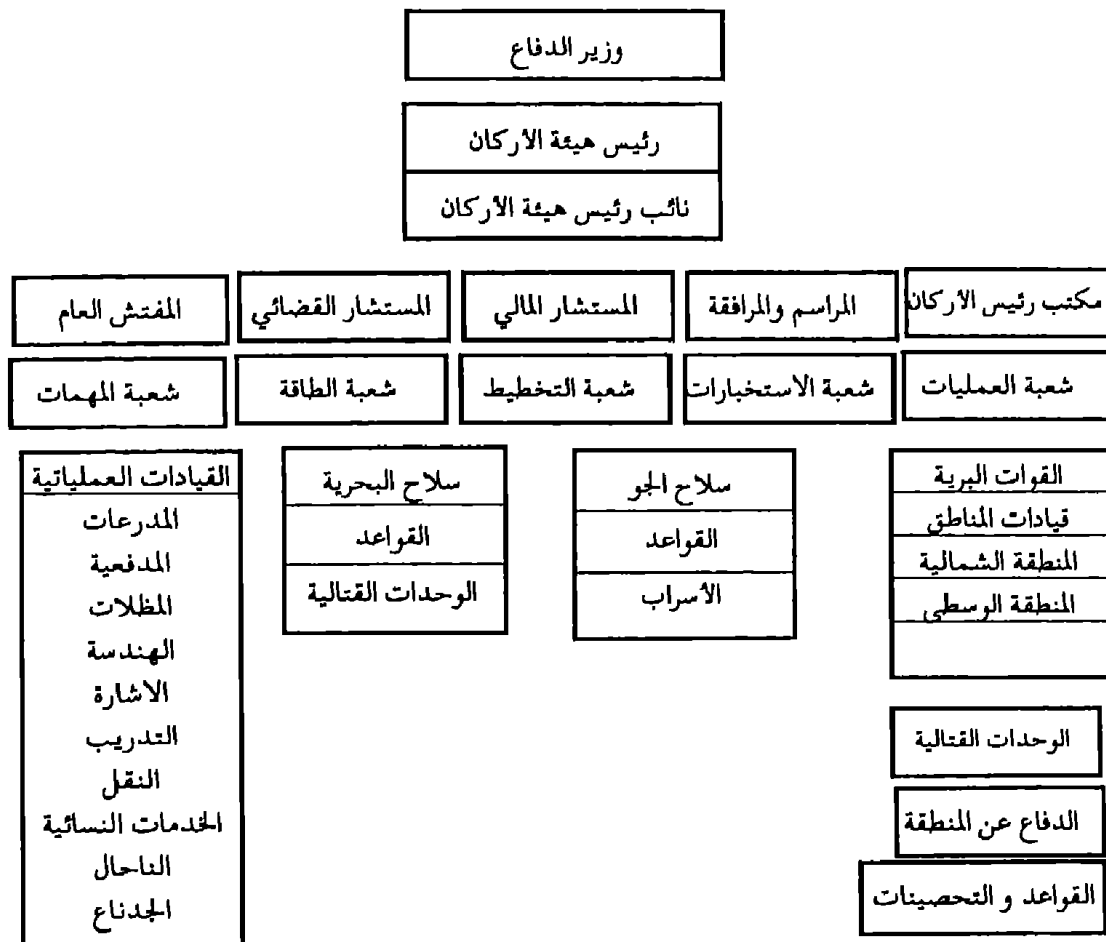 وزير الدفاع
رئيس هيئة الأركان
نائب رئيس هيئة الأركان
مكتب رئيس الأركان
المراسم والمرافقة
المستشار المالي
المستشار القضائي
المفتش العام
شعبة العمليات
شعبة الاستخبارات
شعبة التخطيط
شعبة الطاقة
شعبة المهمات
القوات البرية
قيادات المناطق
المنطقة الشمالية
المنطقة الوسطى
الوحدات القتالية
الدفاع عن المنطقة
القواعد و التحصينات
سلاح الجو
القواعد
الأسراب
سلاح البحرية
القواعد
الوحدات القتالية
القيادات العملياتية
المدرعات
المدفعية
المظلات
الهندسة
الاشارة
التدريب
النقل
الخدمات النسائية
الناحال
الجدناع